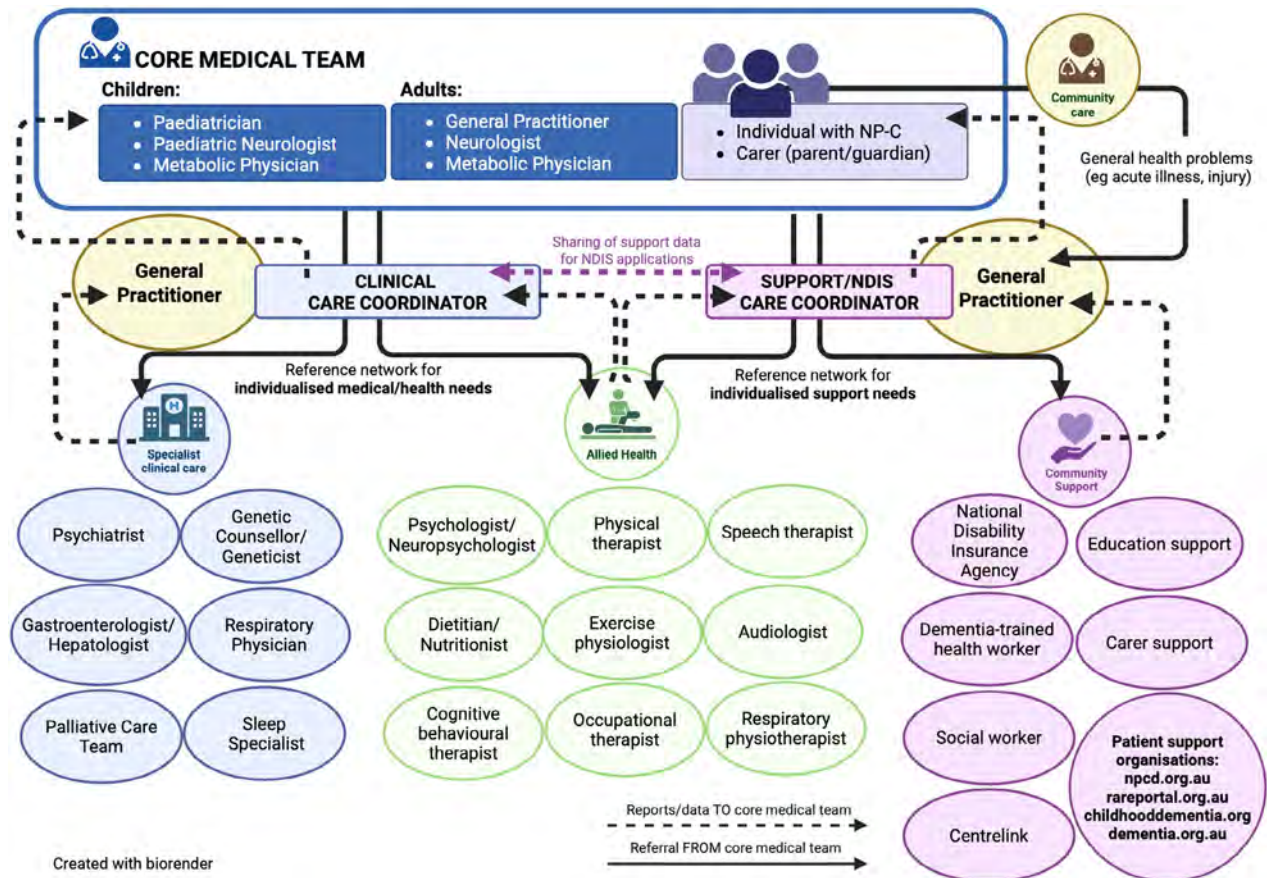 CORE MEDICAL TEAM
Children:
• Paediatrician
• Paediatric Neurologist
• Metabolic Physician
Adults:
• General Practitioner
• Neurologist
• Metabolic Physician
• Individual with NP-C
• Carer (parent/guardian)
Community
care
General health problems
(eg acute illness, injury)
General
Practitioner
CLINICAL
CARE COORDINATOR
Sharing of support data
for NDIS applications
SUPPORT/NDIS
CARE COORDINATOR
General
Practitioner
Reference network for
individualised medical/health needs
Reference network for
individualised support needs
H
Specialist
clinical care
Allied Health
Community
Support
Psychiatrist
Genetic
Counsellor/
Geneticist
Gastroenterologist/
Hepatologist
Respiratory
Physician
Palliative Care
Team
Sleep
Specialist
Psychologist/
Neuropsychologist
Physical
therapist
Speech therapist
Dietitian/
Nutritionist
Exercise
physiologist
Audiologist
Cognitive
behavioural
therapist
Occupational
therapist
Respiratory
physiotherapist
National
Disability
Insurance
Agency
Education support
Dementia-trained
health worker
Carer support
Social worker
Patient support
organisations:
npcd.org.au
rareportal.org.au
childhooddementia.org
dementia.org.au
Centrelink
Reports/data TO core medical team
Referral FROM core medical team
Created with biorender